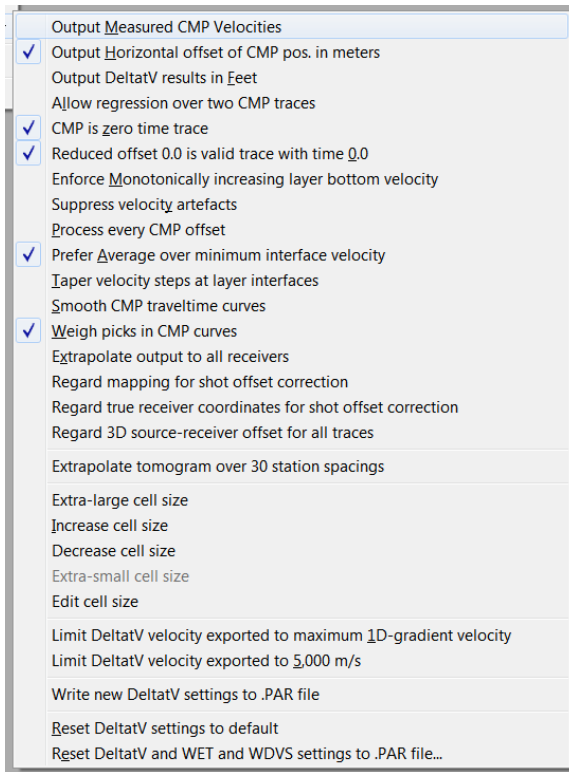 Output Measured CMP Velocities
Output Horizontal offset of CMP pos. in meters
Output DeltatV results in Feet
Allow regression over two CMP traces
CMP is zero time trace
Reduced offset 0.0 is valid trace with time 0.0
Enforce Monotonically increasing layer bottom velocity
Suppress velocity artefacts
Process every CMP offset
Prefer Average over minimum interface velocity
Taper velocity steps at layer interfaces
Smooth CMP traveltime curves
Weigh picks in CMP curves
Extrapolate output to all receivers
Regard mapping for shot offset correction
Regard true receiver coordinates for shot offset correction
Regard 3D source-receiver offset for all traces
Extrapolate tomogram over 30 station spacings
Extra-large cell size
Increase cell size
Decrease cell size
Extra-small cell size
Edit cell size
Limit DeltatV velocity exported to maximum 1D-gradient velocity
Limit DeltatV velocity exported to 5,000 m/s
Write new DeltatV settings to .PAR file
Reset DeltatV settings to default
Reset DeltatV and WET and WDVS settings to .PAR file...